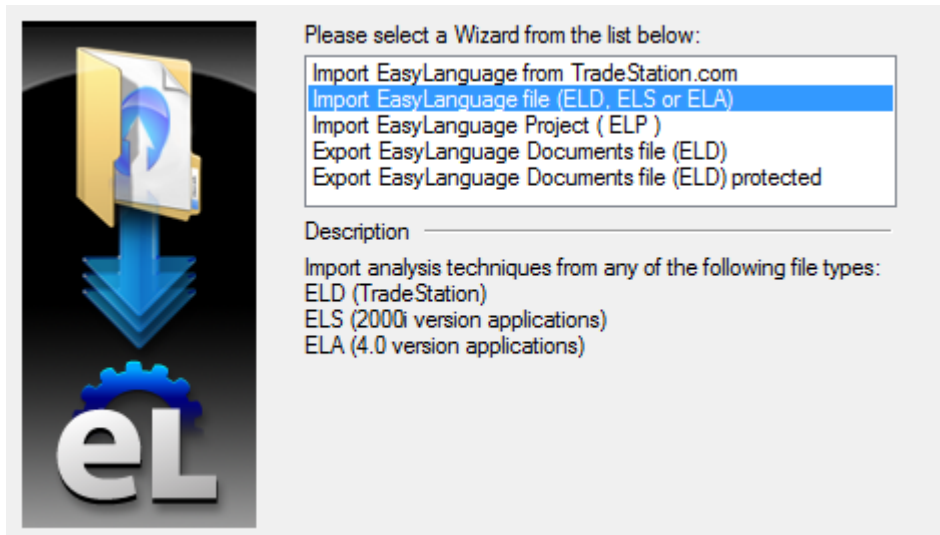 Please select a Wizard from the list below:
Import EasyLanguage from TradeStation.com
Import EasyLanguage file (ELD, ELS or ELA)
Import EasyLanguage Project ( ELP )
Export EasyLanguage Documents file (ELD)
Export EasyLanguage Documents file (ELD) protected
Description
Import analysis techniques from any of the following file types:
ELD (TradeStation)
ELS (2000i version applications)
ELA (4.0 version applications)
eL